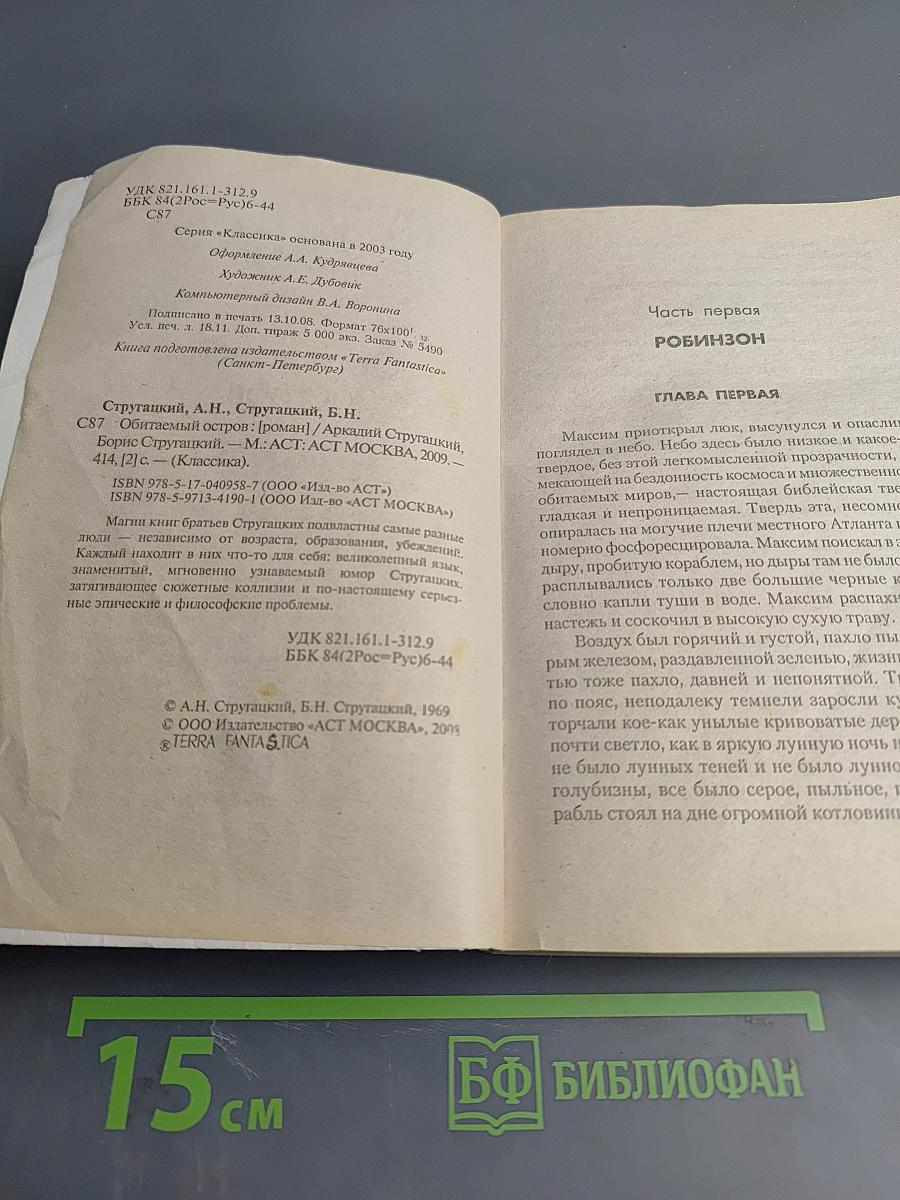 УДК 821.161.1-312.9
ББК 84(2Рос=Рус)6-44
С87
Серия «Классика» основана в 2003 году
Оформление А.А. Кудрявцева
Художник А.Е. Дубовик
Компьютерный дизайн В.А. Воронина
Подписано в печать 13.10.08. Формат 76х100 1/32.
Усл. печ. л. 18.11. Доп. тираж 5 000 экз. Заказ № 5490
Книга подготовлена издательством «Terra Fantastica»
(Санкт-Петербург)
Стругацкий, А.Н., Стругацкий, Б.Н.
С87 Обитаемый остров : [роман] / Аркадий Стругацкий,
Борис Стругацкий. — М.: АСТ: АСТ МОСКВА, 2009. —
414, [2] с. — (Классика).
ISBN 978-5-17-040958-7 (ООО «Изд-во АСТ»)
ISBN 978-5-9713-4190-1 (ООО Изд-во «АСТ МОСКВА»)
Магии книг братьев Стругацких подвластны самые разные
люди — независимо от возраста, образования, убеждений.
Каждый находит в них что-то для себя: великолепный язык,
знаменитый, мгновенно узнаваемый юмор Стругацких,
затягивающее сюжетные коллизии и по-настоящему серьез-
ные эпические и философские проблемы.
УДК 821.161.1-312.9
ББК 84(2Рос=Рус)6-44
© А.Н. Стругацкий, Б.Н. Стругацкий, 1969
© ООО Издательство «АСТ МОСКВА», 2009
® TERRA FANTASTICA
Часть первая
РОБИНЗОН
ГЛАВА ПЕРВАЯ
Максим приоткрыл люк, высунулся и опаслив
поглядел в небо. Небо здесь было низкое и какое-
твердое, без этой легкомысленной прозрачности,
мекающей на бездонность космоса и множественно
обитаемых миров,— настоящая библейская тве
гладкая и непроницаемая. Твердь эта, несомне
опиралась на могучие плечи местного Атланта и
номерно фосфоресцировала. Максим поискал в з
дыру, пробитую кораблем, но дыры там не было
расплывались только две большие черные к
словно капли туши в воде. Максим распахн
настежь и соскочил в высокую сухую траву.
Воздух был горячий и густой, пахло пы
рым железом, раздавленной зеленью, жизн
тью тоже пахло, давней и непонятной. Тр
по пояс, неподалеку темнели заросли ку
торчали кое-как унылые кривоватые дер
почти светло, как в яркую лунную ночь н
не было лунных теней и не было лунно
голубизны, все было серое, пыльное, п
рабль стоял на дне огромной котловин
15 см
БФ БИБЛИОФАН